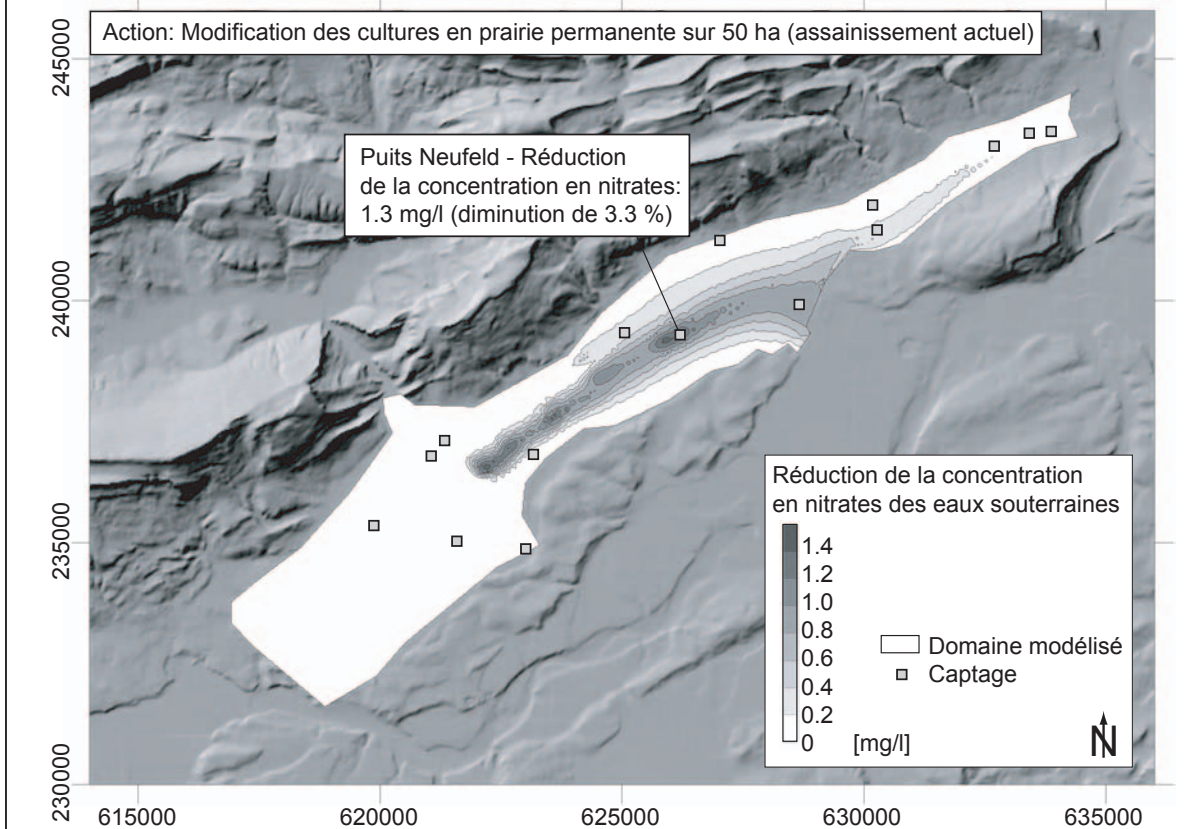 Action: Modification des cultures en prairie permanente sur 50 ha (assainissement actuel)
245000
240000
235000
230000
Puits Neufeld - Réduction
de la concentration en nitrates:
1.3 mg/l (diminution de 3.3 %)
Réduction de la concentration
en nitrates des eaux souterraines
1.4
1.2
1.0
0.8
0.6
0.4
0.2
0
[mg/l]
Domaine modélisé
Captage
N
615000
620000
625000
630000
635000